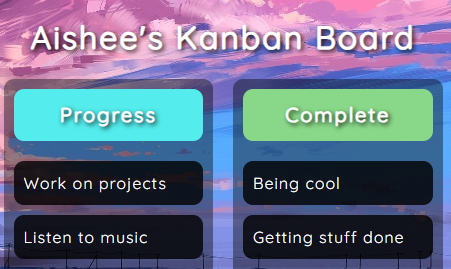 Aishee's Kanban Board
Progress
Complete
Work on projects
Being cool
Listen to music
Getting stuff done